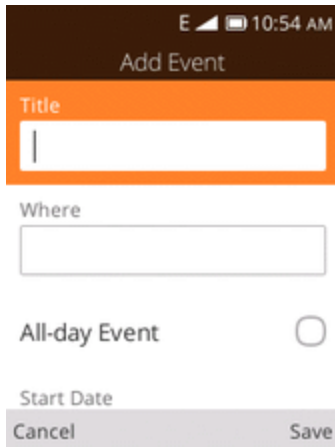 E 10:54 AM
Add Event
Title
Where
All-day Event
Start Date
Cancel Save